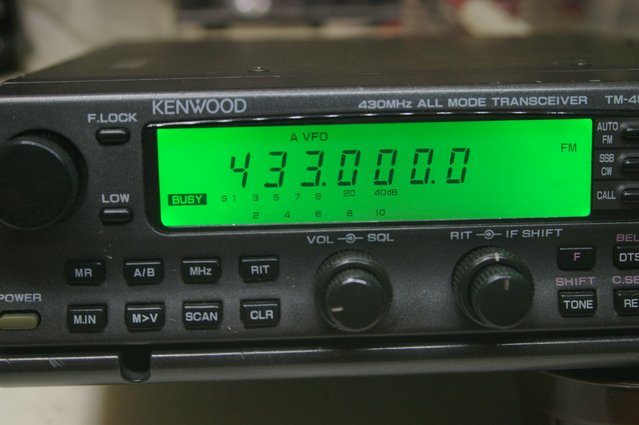 F.LOCK
KENWOOD
430MHz ALL MODE TRANSCEIVER
A VFO
433.000.0
FM
BUSY
S 1 3 5 7 9 20 40dB
2 4 6 8 10
LOW
AUTO
FM
SSB
CW
CALL
VOL SQL
RIT IF SHIFT
MR
A/B
MHz
RIT
F
POWER
M.IN
M>V
SCAN
CLR
SHIFT
TONE